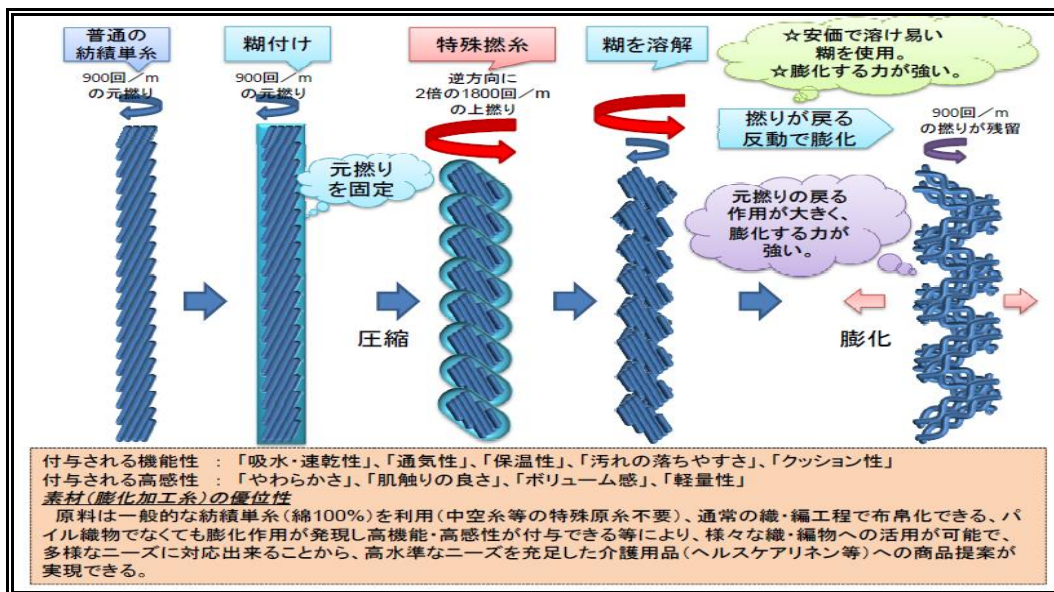 普通の
紡績単糸
900回／m
の元撚り
糊付け
900回／m
の元撚り
元撚り
を固定
特殊撚糸
逆方向に
2倍の1800回／m
の上撚り
圧縮
糊を溶解
☆安価で溶け易い
糊を使用。
☆膨化する力が強い。
撚りが戻る
反動で膨化
900回／m
の撚りが残留
元撚りの戻る
作用が大きく、
膨化する力が
強い。
膨化
付与される機能性 ：「吸水・速乾性」、「通気性」、「保温性」、「汚れの落ちやすさ」、「クッション性」
付与される高感性 ：「やわらかさ」、「肌触りの良さ」、「ボリューム感」、「軽量性」
素材（膨化加工糸）の優位性
原料は一般的な紡績単糸（綿100%）を利用（中空糸等の特殊原糸不要）、通常の織・編工程で布帛化できる、パ
イル織物でなくても膨化作用が発現し高機能・高感性が付与できる等により、様々な織・編物への活用が可能で、
多様なニーズに対応出来ることから、高水準なニーズを充足した介護用品（ヘルスケアリネン等）への商品提案が
実現できる。